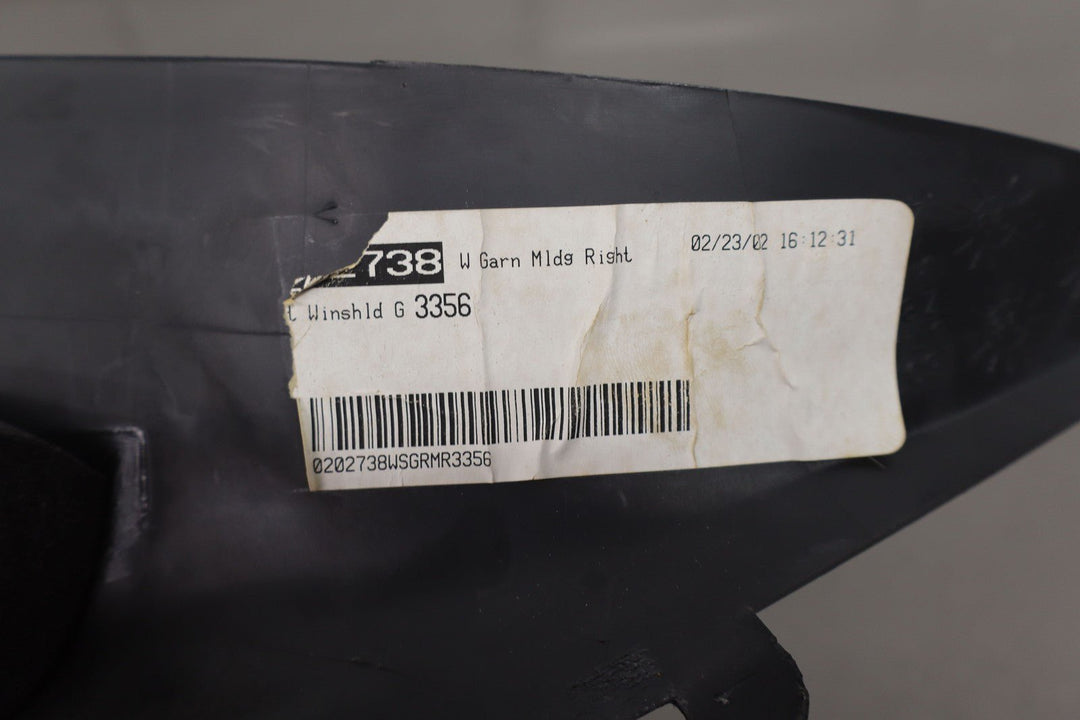 738 W Garn Mldg Right 02/23/02 16:12:31
Winshld G 3356
0202738WSGRMR3356